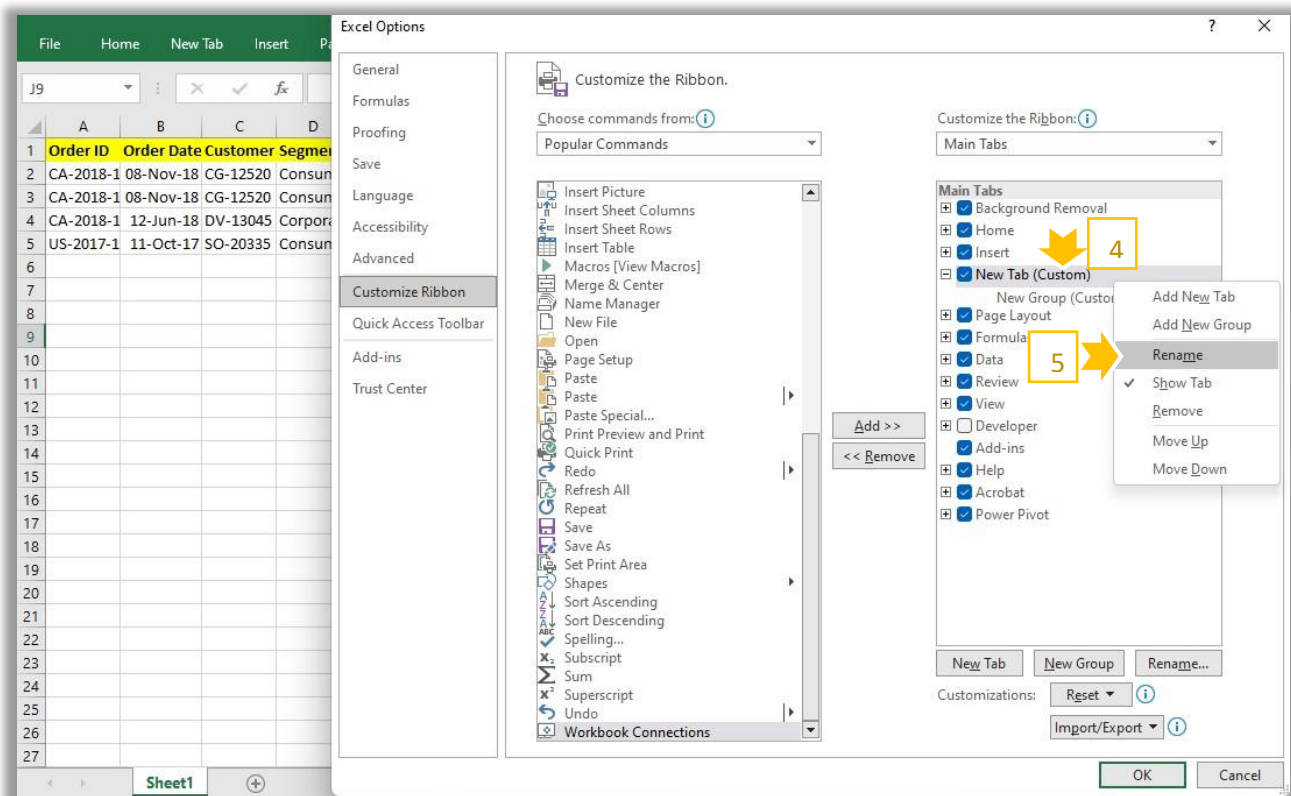 Excel Options
? ×
File Home New Tab Insert
J9
fx
A B C D
1 Order ID Order Date Customer Segme
2 CA-2018-1 08-Nov-18 CG-12520 Consun
3 CA-2018-1 08-Nov-18 CG-12520 Consun
4 CA-2018-1 12-Jun-18 DV-13045 Corpora
5 US-2017-1 11-Oct-17 SO-20335 Consun
6
7
8
9
10
11
12
13
14
15
16
17
18
19
20
21
22
23
24
25
26
27
Sheet1
General
Formulas
Proofing
Save
Language
Accessibility
Advanced
Customize Ribbon
Quick Access Toolbar
Add-ins
Trust Center
Customize the Ribbon.
Choose commands from:
Popular Commands
Insert Picture
Insert Sheet Columns
Insert Sheet Rows
Insert Table
Macros [View Macros]
Merge & Center
Name Manager
New File
Open
Page Setup
Paste
Paste
Paste Special...
Print Preview and Print
Quick Print
Redo
Refresh All
Repeat
Save
Save As
Set Print Area
Shapes
Sort Ascending
Sort Descending
Spelling...
Subscript
Sum
Superscript
Undo
Workbook Connections
Add >>
<< Remove
Customize the Ribbon:
Main Tabs
Main Tabs
Background Removal
Home
Insert
4
New Tab (Custom)
New Group (Custor
Page Layout
Formula
Data
5
Review
View
Developer
Add-ins
Help
Acrobat
Power Pivot
Add New Tab
Add New Group
Rename
Show Tab
Remove
Move Up
Move Down
New Tab New Group Rename...
Customizations: Reset
Import/Export
OK Cancel